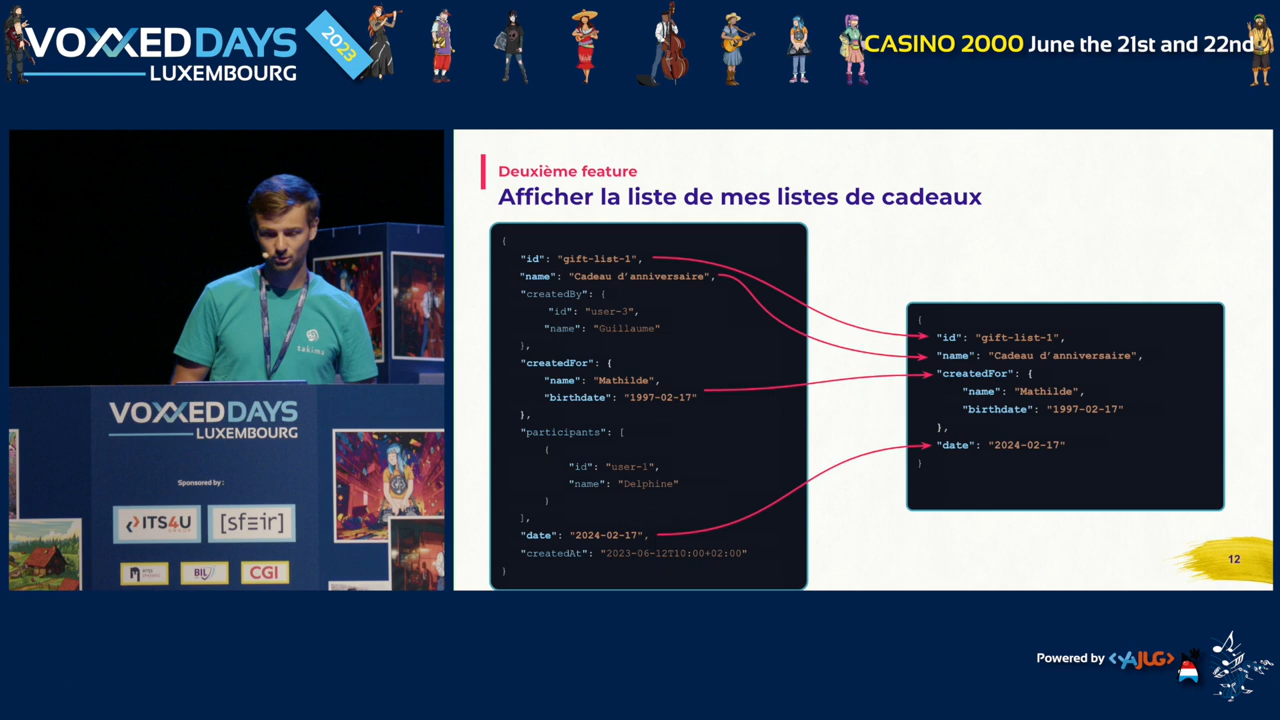 VOXXED DAYS
LUXEMBOURG
2023
CASINO 2000 June the 21st and 22nd
takima
VOXXED DAYS
LUXEMBOURG
Sponsored by :
ITS4U
[sfeir]
BIL
CGI
Deuxième feature
Afficher la liste de mes listes de cadeaux
{
"id": "gift-list-1",
"name": "Cadeau d'anniversaire",
"createdBy": {
"id": "user-3",
"name": "Guillaume"
},
"createdFor": {
"name": "Mathilde",
"birthdate": "1997-02-17"
},
"participants": [
{
"id": "user-1",
"name": "Delphine"
}
],
"date": "2024-02-17",
"createdAt": "2023-06-12T10:00+02:00"
}
{
"id": "gift-list-1",
"name": "Cadeau d'anniversaire",
"createdFor": {
"name": "Mathilde",
"birthdate": "1997-02-17"
},
"date": "2024-02-17"
}
12
Powered by <YAJUG>